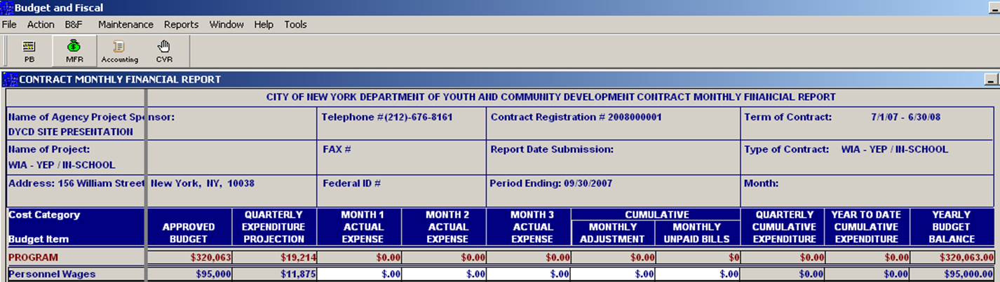 Budget and Fiscal
File Action B&F Maintenance Reports Window Help Tools
PB MFR Accounting CVR
CONTRACT MONTHLY FINANCIAL REPORT
CITY OF NEW YORK DEPARTMENT OF YOUTH AND COMMUNITY DEVELOPMENT CONTRACT MONTHLY FINANCIAL REPORT
Name of Agency Project Sponsor: Telephone #(212)-676-8161 Contract Registration # 2008000001 Term of Contract: 7/1/07 - 6/30/08
DYCD SITE PRESENTATION
Name of Project: FAX # Report Date Submission: Type of Contract: WIA - YEP / IN-SCHOOL
WIA - YEP / IN-SCHOOL
Address: 156 William Street New York, NY, 10038 Federal ID # Period Ending: 09/30/2007 Month:
Cost Category QUARTERLY MONTH 1 MONTH 2 MONTH 3 CUMULATIVE QUARTERLY YEAR TO DATE YEARLY
APPROVED EXPENDITURE ACTUAL ACTUAL ACTUAL MONTHLY MONTHLY CUMULATIVE CUMULATIVE BUDGET
Budget Item BUDGET PROJECTION EXPENSE EXPENSE EXPENSE ADJUSTMENT UNPAID BILLS EXPENDITURE EXPENDITURE BALANCE
PROGRAM $320,063 $19,214 $0.00 $0.00 $0.00 $0.00 $0 $0.00 $0.00 $320,063.00
Personnel Wages $95,000 $11,875 $.00 $.00 $.00 $.00 $.00 $0.00 $0.00 $95,000.00